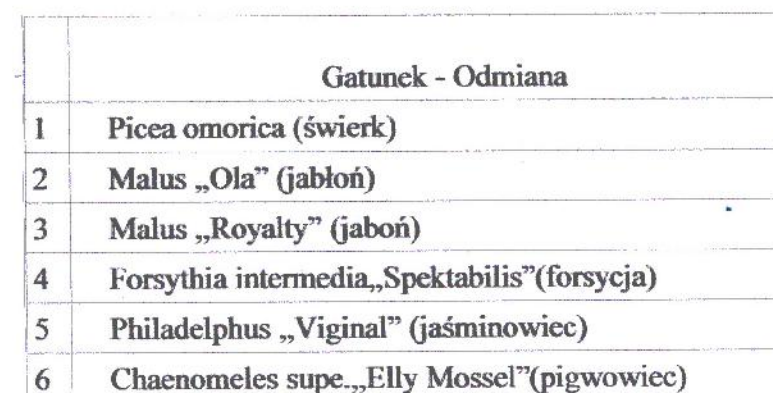 Gatunek - Odmiana
1 Picea omorica (świerk)
2 Malus „Ola” (jabłoń)
3 Malus „Royalty” (jaboń)
4 Forsythia intermedia„Spektabilis”(forsycja)
5 Philadelphus „Viginal” (jaśminowiec)
6 Chaenomeles supe.„Elly Mossel”(pigwowiec)